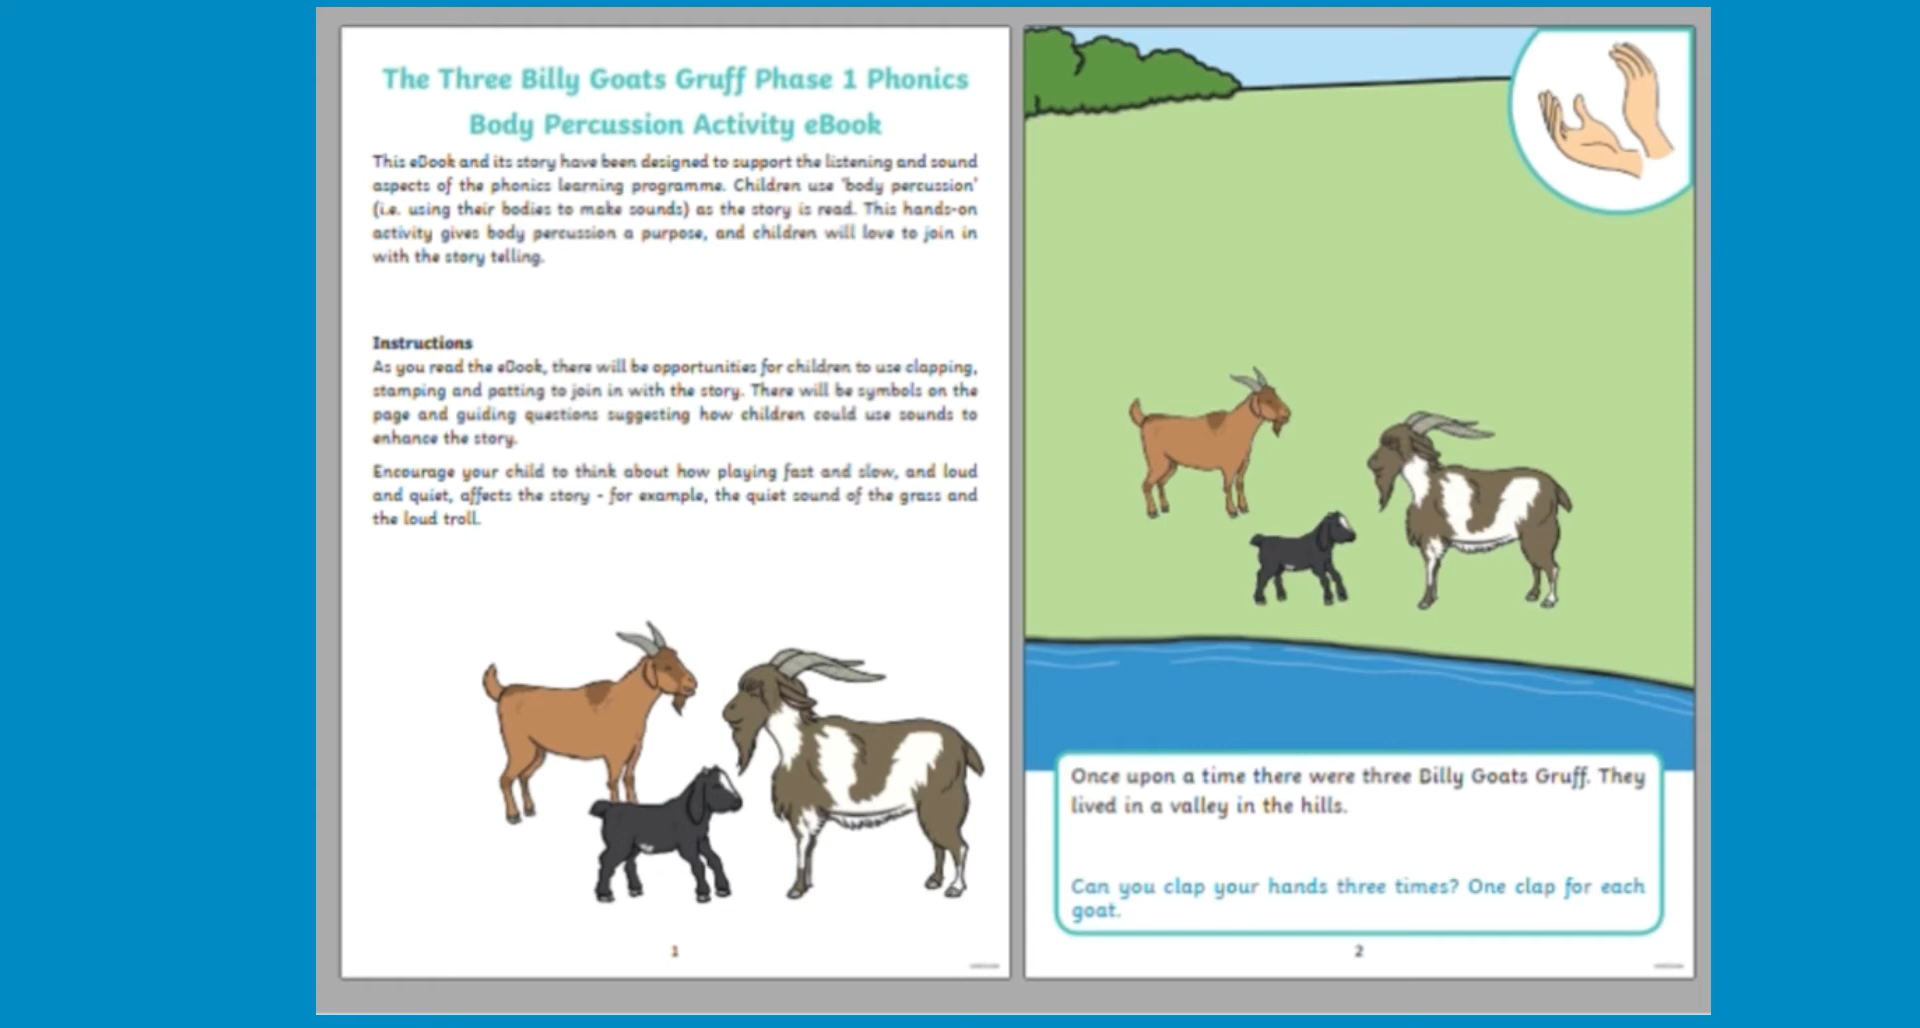 The Three Billy Goats Gruff Phase 1 Phonics
Body Percussion Activity eBook
This eBook and its story have been designed to support the listening and sound
aspects of the phonics learning programme. Children use 'body percussion'
(i.e. using their bodies to make sounds) as the story is read. This hands-on
activity gives body percussion a purpose, and children will love to join in
with the story telling.
Instructions
As you read the eBook, there will be opportunities for children to use clapping,
stamping and patting to join in with the story. There will be symbols on the
page and guiding questions suggesting how children could use sounds to
enhance the story.
Encourage your child to think about how playing fast and slow, and loud
and quiet, affects the story - for example, the quiet sound of the grass and
the loud troll.
1
Once upon a time there were three Billy Goats Gruff. They
lived in a valley in the hills.
Can you clap your hands three times? One clap for each
goat.
2